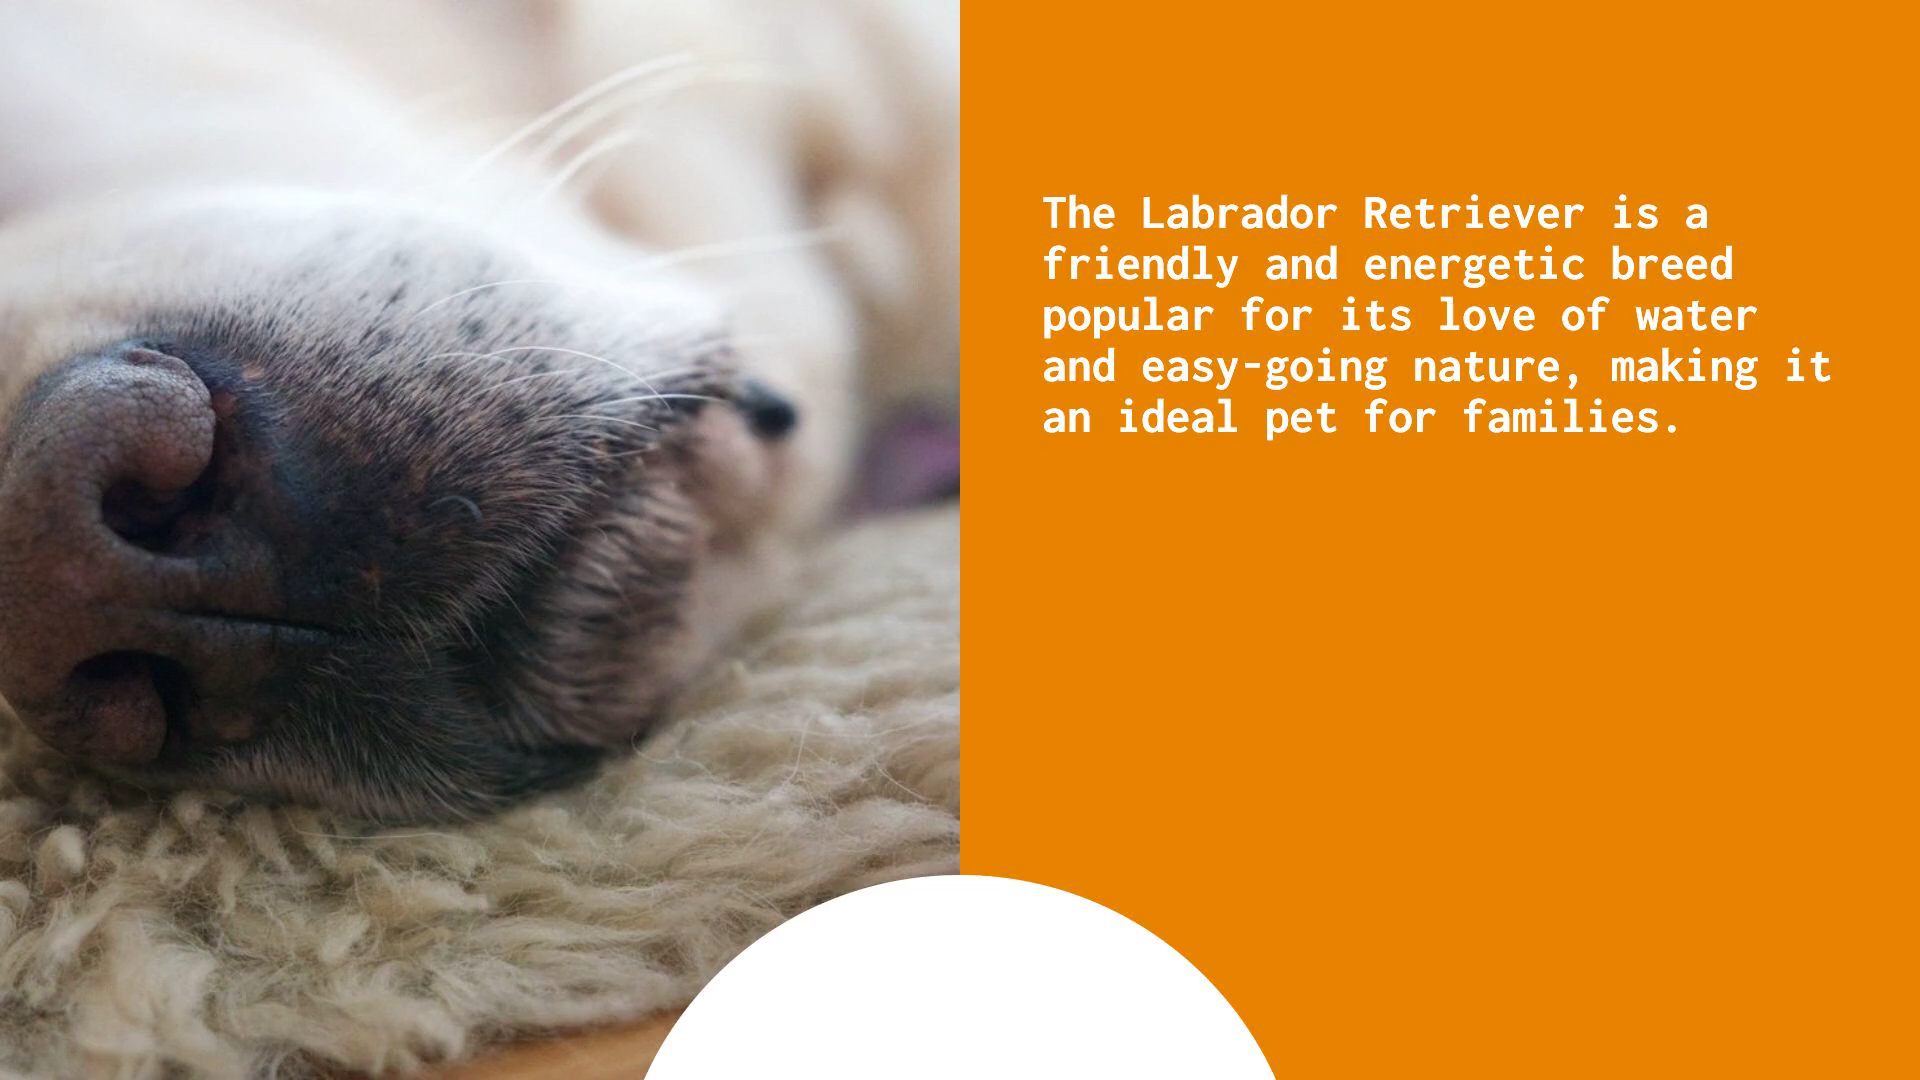 The Labrador Retriever is a
friendly and energetic breed
popular for its love of water
and easy-going nature, making it
an ideal pet for families.